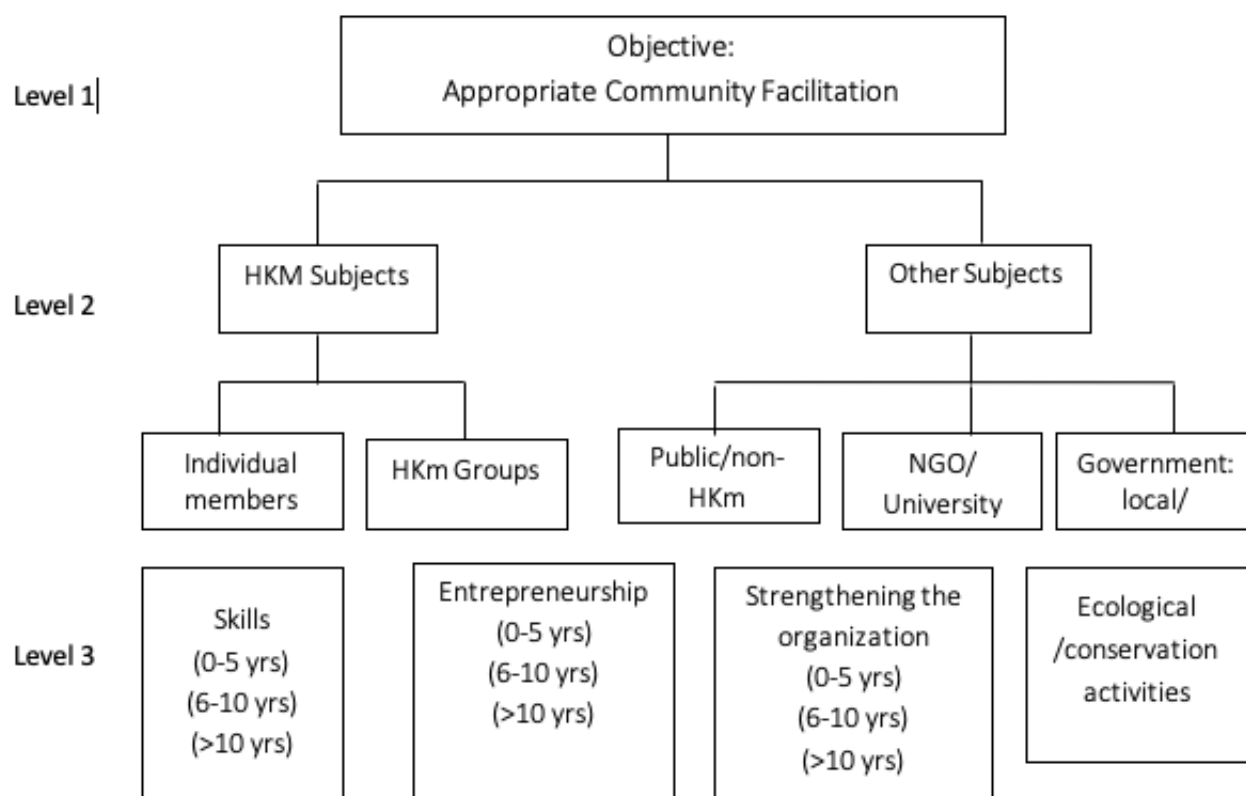 Objective:
Appropriate Community Facilitation
Level 1
HKM Subjects
Other Subjects
Level 2
Individual
members
HKm Groups
Public/non-
HKm
NGO/
University
Government:
local/
Level 3
Skills
(0-5 yrs)
(6-10 yrs)
(>10 yrs)
Entrepreneurship
(0-5 yrs)
(6-10 yrs)
(>10 yrs)
Strengthening the
organization
(0-5 yrs)
(6-10 yrs)
(>10 yrs)
Ecological
/conservation
activities